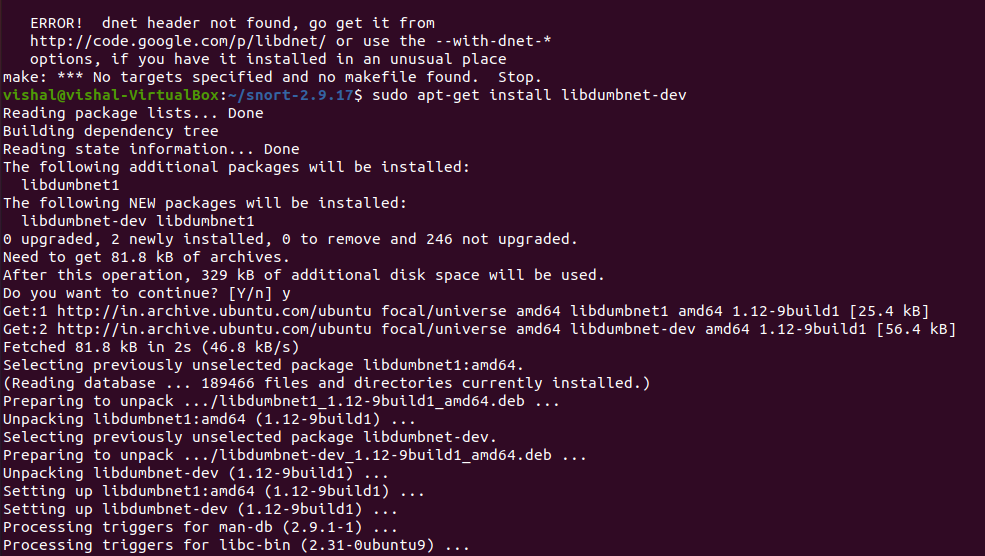 ERROR!  dnet header not found, go get it from
http://code.google.com/p/libdnet/ or use the --with-dnet-*
options, if you have it installed in an unusual place
make: *** No targets specified and no makefile found.  Stop.
vishal@vishal-VirtualBox:~/snort-2.9.17$ sudo apt-get install libdumbnet-dev
Reading package lists... Done
Building dependency tree
Reading state information... Done
The following additional packages will be installed:
  libdumbnet1
The following NEW packages will be installed:
  libdumbnet-dev libdumbnet1
0 upgraded, 2 newly installed, 0 to remove and 246 not upgraded.
Need to get 81.8 kB of archives.
After this operation, 329 kB of additional disk space will be used.
Do you want to continue? [Y/n] y
Get:1 http://in.archive.ubuntu.com/ubuntu focal/universe amd64 libdumbnet1 amd64 1.12-9build1 [25.4 kB]
Get:2 http://in.archive.ubuntu.com/ubuntu focal/universe amd64 libdumbnet-dev amd64 1.12-9build1 [56.4 kB]
Fetched 81.8 kB in 2s (46.8 kB/s)
Selecting previously unselected package libdumbnet1:amd64.
(Reading database ... 189466 files and directories currently installed.)
Preparing to unpack .../libdumbnet1_1.12-9build1_amd64.deb ...
Unpacking libdumbnet1:amd64 (1.12-9build1) ...
Selecting previously unselected package libdumbnet-dev.
Preparing to unpack .../libdumbnet-dev_1.12-9build1_amd64.deb ...
Unpacking libdumbnet-dev (1.12-9build1) ...
Setting up libdumbnet1:amd64 (1.12-9build1) ...
Setting up libdumbnet-dev (1.12-9build1) ...
Processing triggers for man-db (2.9.1-1) ...
Processing triggers for libc-bin (2.31-0ubuntu9) ...